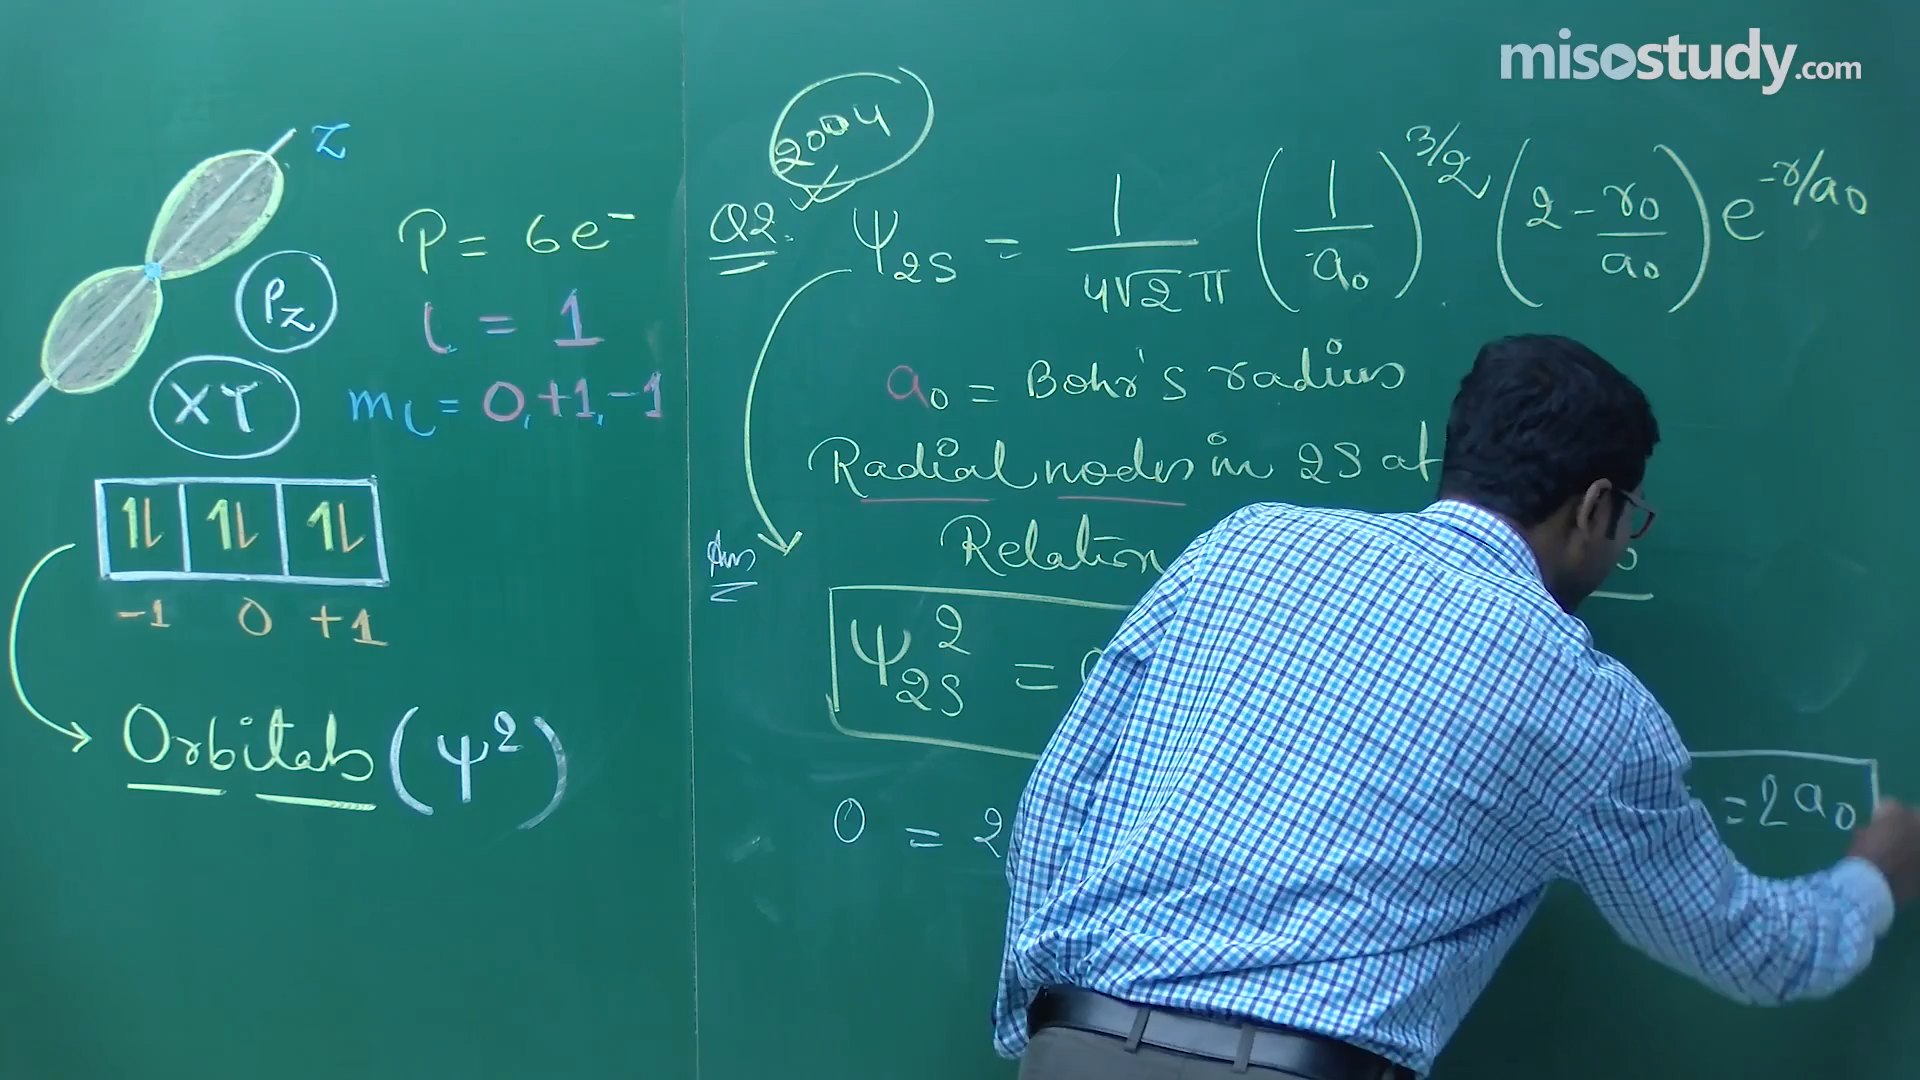 misostudy.com
Z
P = 6e⁻
Pz
l = 1
XY
mₗ = 0, +1, -1
1l 1l 1l
-1 0 +1
Orbitals (ψ²)
2004
Q2. ψ2S = 1/4√2π (1/a₀)^3/2 (2 - r₀/a₀) e^-r/a₀
a₀ = Bohr's radius
Radial nodes in 2S at
Ans
Relation
ψ²2S =
0 = 2
= 2a₀